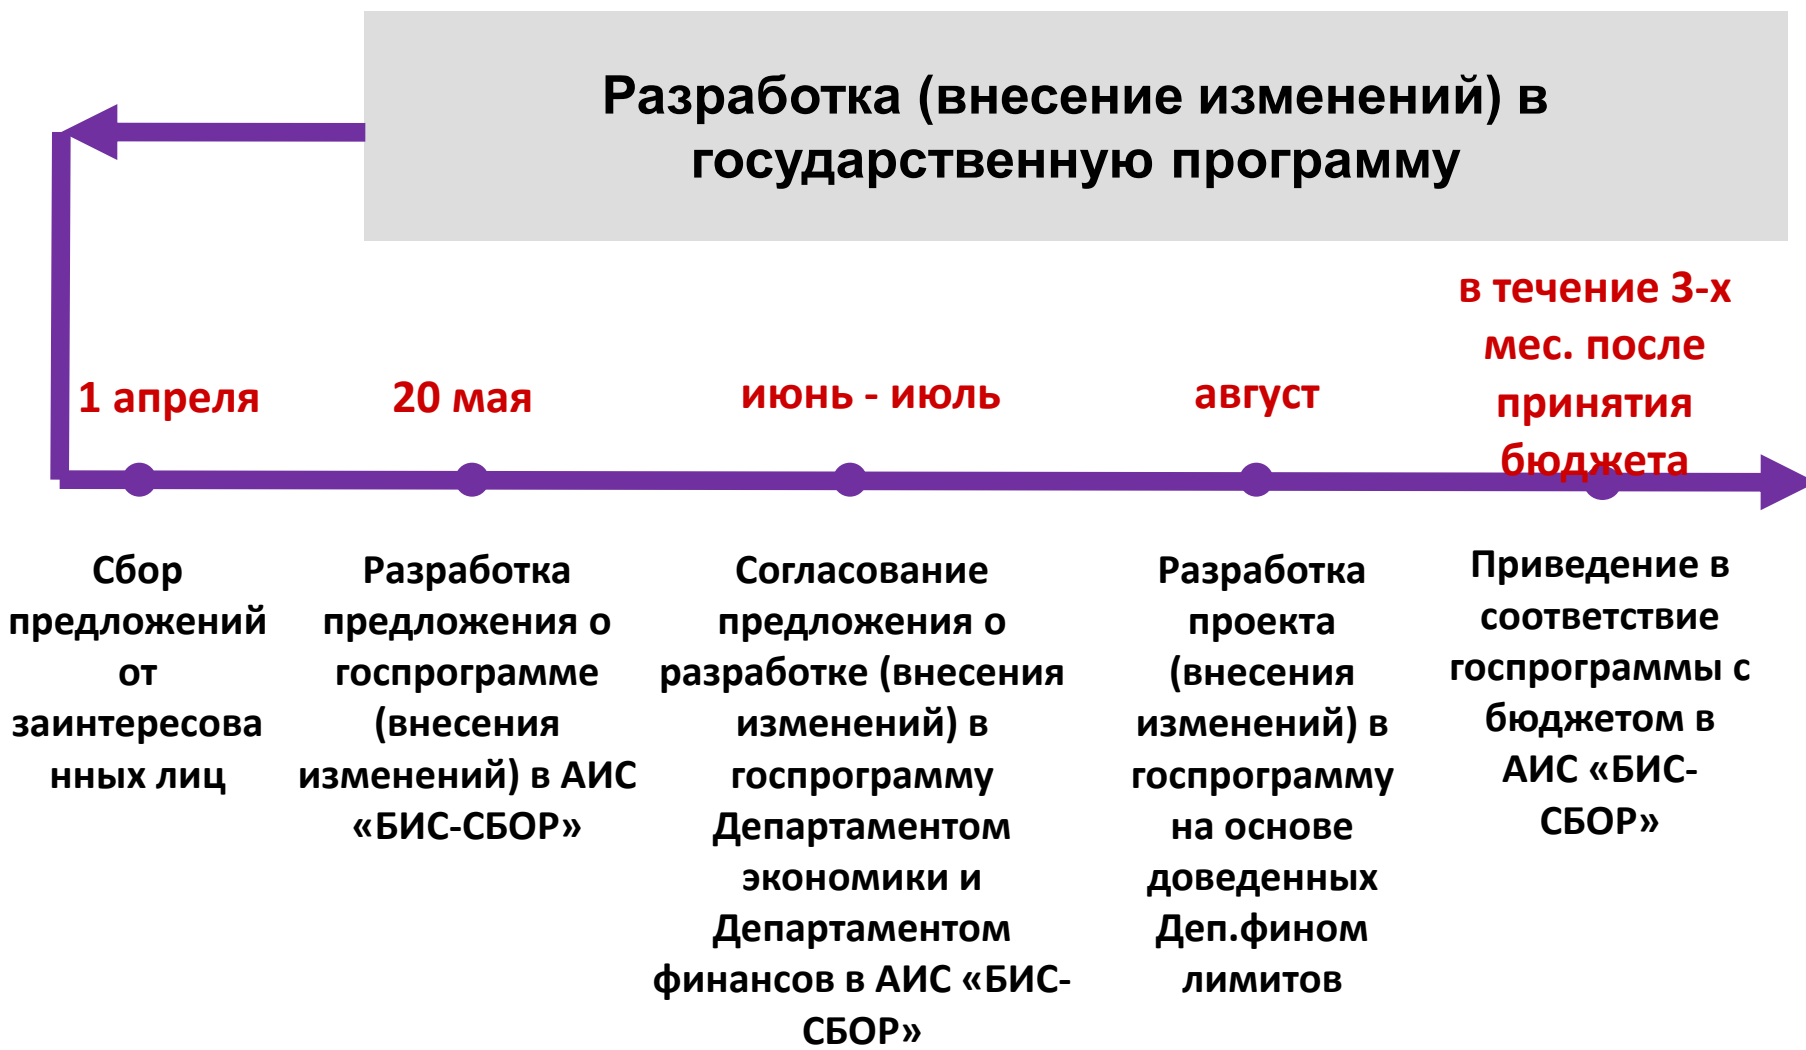 Разработка (внесение изменений) в
государственную программу
1 апреля
20 мая
июнь - июль
август
в течение 3-х
мес. после
принятия
бюджета
Сбор
предложений
от
заинтересова
нных лиц
Разработка
предложения о
госпрограмме
(внесения
изменений) в АИС
«БИС-СБОР»
Согласование
предложения о
разработке (внесения
изменений) в
госпрограмму
Департаментом
экономики и
Департаментом
финансов в АИС «БИС-
СБОР»
Разработка
проекта
(внесения
изменений) в
госпрограмму
на основе
доведенных
Деп.фином
лимитов
Приведение в
соответствие
госпрограммы с
бюджетом в
АИС «БИС-
СБОР»